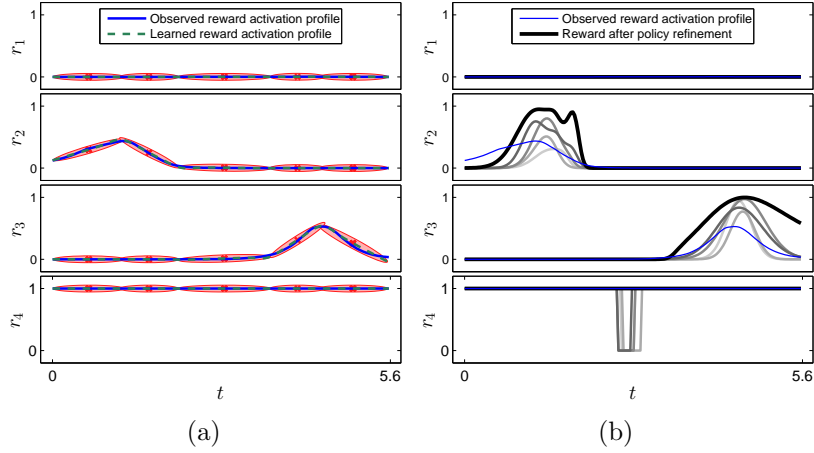 Observed reward activation profile
Learned reward activation profile
r1
1
0
r2
1
0
r3
1
0
r4
1
0
0
5.6
t
(a)
Observed reward activation profile
Reward after policy refinement
r1
1
0
r2
1
0
r3
1
0
r4
1
0
0
5.6
t
(b)